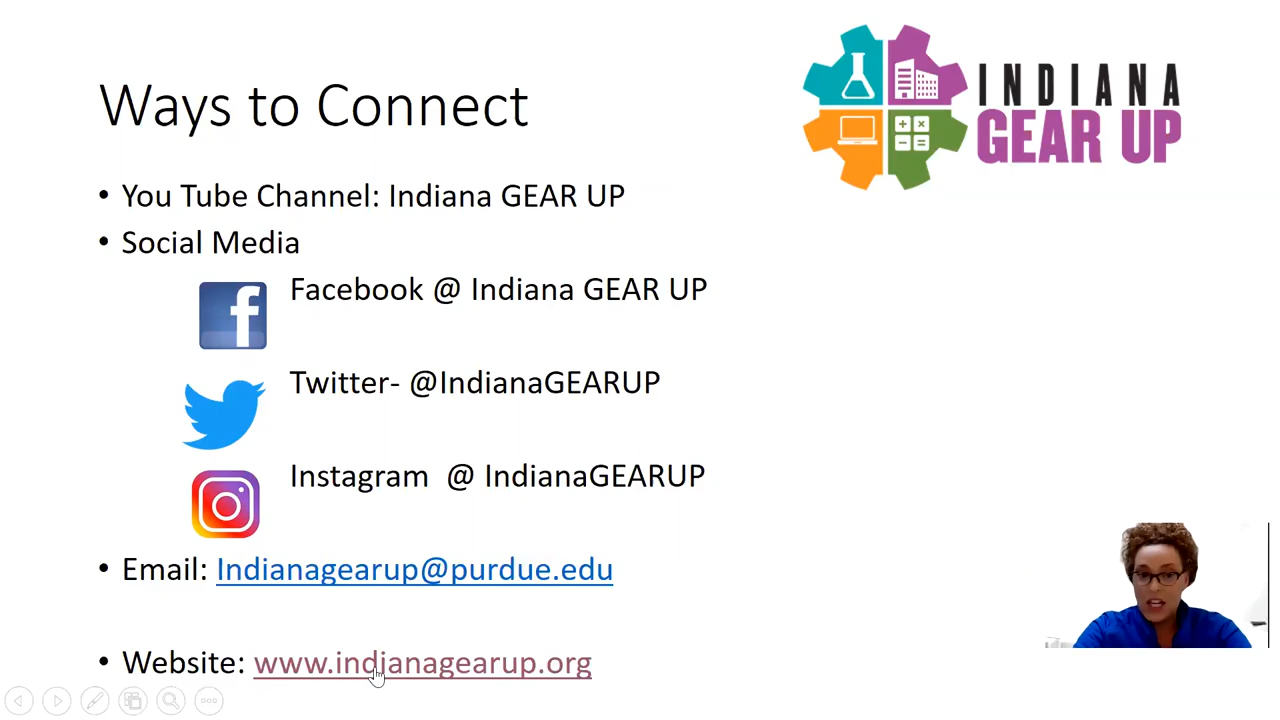 Ways to Connect
INDIANA
GEAR UP
• You Tube Channel: Indiana GEAR UP
• Social Media
Facebook @ Indiana GEAR UP
Twitter- @IndianaGEARUP
Instagram @ IndianaGEARUP
• Email: Indianagearup@purdue.edu
• Website: www.indianagearup.org